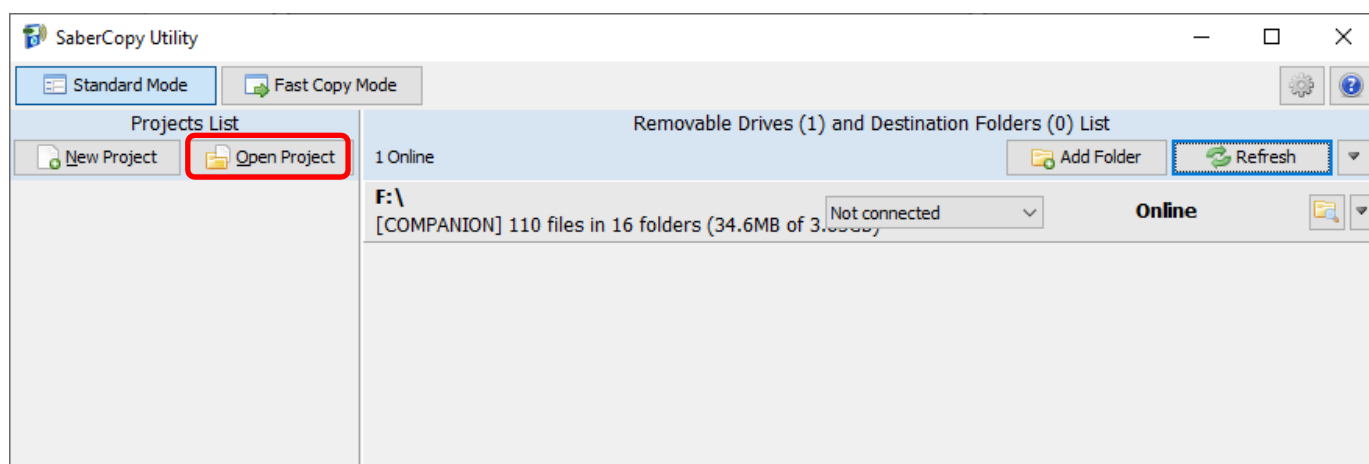 SaberCopy Utility
Standard Mode Fast Copy Mode
Projects List
Removable Drives (1) and Destination Folders (0) List
New Project Open Project 1 Online Add Folder Refresh
F:\
[COMPANION] 110 files in 16 folders (34.6MB of Not connected Online